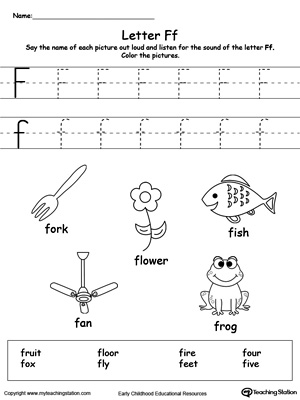 Name:
Letter Ff
Say the name of each picture out loud and listen for the sound of the letter Ff.
Color the pictures.
F F F F F F F F
f f f f f f f f
fork
flower
fish
fan
frog
fruit floor fire four
fox fly feet five
Copyright ©
www.myteachingstation.com
Early Childhood Educational Resources
My
Teaching
Station